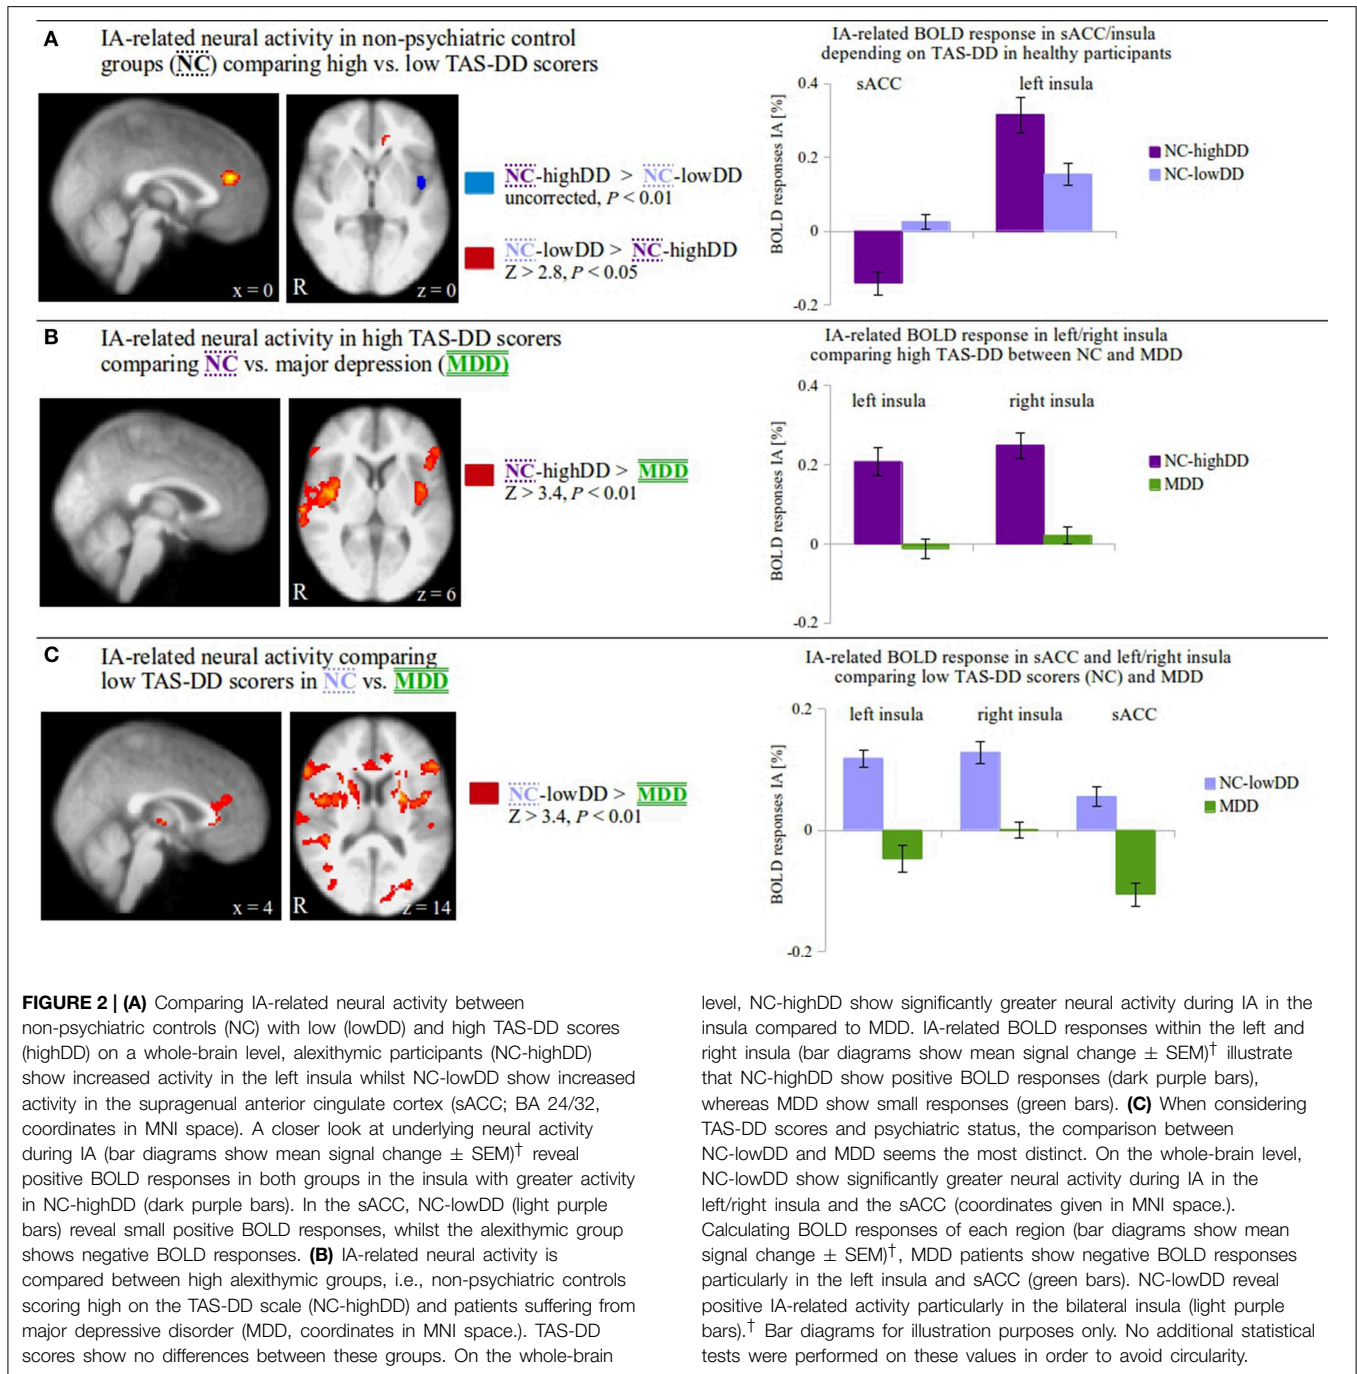 A
IA-related neural activity in non-psychiatric control
groups (NC) comparing high vs. low TAS-DD scorers
x = 0
R
z = 0
NC-highDD > NC-lowDD
uncorrected, P < 0.01
NC-lowDD > NC-highDD
Z > 2.8, P < 0.05
IA-related BOLD response in sACC/insula
depending on TAS-DD in healthy participants
BOLD responses IA [%]
0.4
0.2
0
-0.2
sACC
left insula
NC-highDD
NC-lowDD
B
IA-related neural activity in high TAS-DD scorers
comparing NC vs. major depression (MDD)
R
z = 6
NC-highDD > MDD
Z > 3.4, P < 0.01
IA-related BOLD response in left/right insula
comparing high TAS-DD between NC and MDD
BOLD responses IA [%]
0.4
0.2
0
-0.2
left insula
right insula
NC-highDD
MDD
C
IA-related neural activity comparing
low TAS-DD scorers in NC vs. MDD
x = 4
R
z = 14
NC-lowDD > MDD
Z > 3.4, P < 0.01
IA-related BOLD response in sACC and left/right insula
comparing low TAS-DD scorers (NC) and MDD
BOLD responses IA [%]
0.2
0
-0.2
left insula
right insula
sACC
NC-lowDD
MDD
FIGURE 2 | (A) Comparing IA-related neural activity between
non-psychiatric controls (NC) with low (lowDD) and high TAS-DD scores
(highDD) on a whole-brain level, alexithymic participants (NC-highDD)
show increased activity in the left insula whilst NC-lowDD show increased
activity in the supragenual anterior cingulate cortex (sACC; BA 24/32,
coordinates in MNI space). A closer look at underlying neural activity
during IA (bar diagrams show mean signal change ± SEM)† reveal
positive BOLD responses in both groups in the insula with greater activity
in NC-highDD (dark purple bars). In the sACC, NC-lowDD (light purple
bars) reveal small positive BOLD responses, whilst the alexithymic group
shows negative BOLD responses. (B) IA-related neural activity is
compared between high alexithymic groups, i.e., non-psychiatric controls
scoring high on the TAS-DD scale (NC-highDD) and patients suffering from
major depressive disorder (MDD, coordinates in MNI space.). TAS-DD
scores show no differences between these groups. On the whole-brain
level, NC-highDD show significantly greater neural activity during IA in the
insula compared to MDD. IA-related BOLD responses within the left and
right insula (bar diagrams show mean signal change ± SEM)† illustrate
that NC-highDD show positive BOLD responses (dark purple bars),
whereas MDD show small responses (green bars). (C) When considering
TAS-DD scores and psychiatric status, the comparison between
NC-lowDD and MDD seems the most distinct. On the whole-brain level,
NC-lowDD show significantly greater neural activity during IA in the
left/right insula and the sACC (coordinates given in MNI space.).
Calculating BOLD responses of each region (bar diagrams show mean
signal change ± SEM)†, MDD patients show negative BOLD responses
particularly in the left insula and sACC (green bars). NC-lowDD reveal
positive IA-related activity particularly in the bilateral insula (light purple
bars).† Bar diagrams for illustration purposes only. No additional statistical
tests were performed on these values in order to avoid circularity.